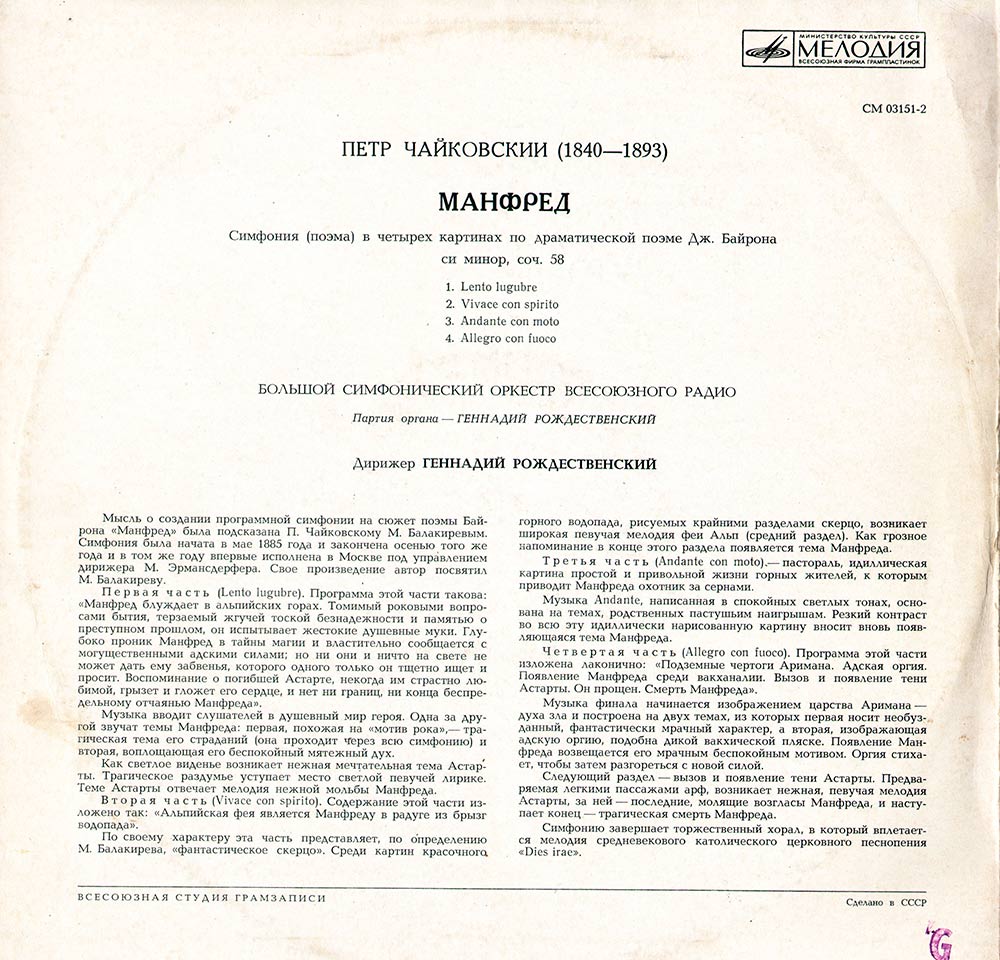 МИНИСТЕРСТВО КУЛЬТУРЫ СССР
МЕЛОДИЯ
ВСЕСОЮЗНАЯ ФИРМА ГРАМПЛАСТИНОК
СМ 03151-2
ПЕТР ЧАЙКОВСКИИ (1840—1893)
МАНФРЕД
Симфония (поэма) в четырех картинах по драматической поэме Дж. Байрона
си минор, соч. 58
1. Lento lugubre
2. Vivace con spirito
3. Andante con moto
4. Allegro con fuoco
БОЛЬШОЙ СИМФОНИЧЕСКИЙ ОРКЕСТР ВСЕСОЮЗНОГО РАДИО
Партия органа — ГЕННАДИЙ РОЖДЕСТВЕНСКИЙ
Дирижер ГЕННАДИЙ РОЖДЕСТВЕНСКИЙ
Мысль о создании программной симфонии на сюжет поэмы Бай-
рона «Манфред» была подсказана П. Чайковскому М. Балакиревым.
Симфония была начата в мае 1885 года и закончена осенью того же
года и в том же году впервые исполнена в Москве под управлением
дирижера М. Эрмансдерфера. Свое произведение автор посвятил
М. Балакиреву.
Первая часть (Lento lugubre). Программа этой части такова:
«Манфред блуждает в альпийских горах. Томимый роковыми вопро-
сами бытия, терзаемый жгучей тоской безнадежности и памятью о
преступном прошлом, он испытывает жестокие душевные муки. Глу-
боко проник Манфред в тайны магии и властительно сообщается с
могущественными адскими силами; но ни они и ничто на свете не
может дать ему забвенья, которого одного только он тщетно ищет и
просит. Воспоминание о погибшей Астарте, некогда им страстно лю-
бимой, грызет и гложет его сердце, и нет ни границ, ни конца беспре-
дельному отчаянью Манфреда».
Музыка вводит слушателей в душевный мир героя. Одна за дру-
гой звучат темы Манфреда: первая, похожая на «мотив рока»,— тра-
гическая тема его страданий (она проходит через всю симфонию) и
вторая, воплощающая его беспокойный мятежный дух.
Как светлое виденье возникает нежная мечтательная тема Астар-
ты. Трагическое раздумье уступает место светлой певучей лирике.
Теме Астарты отвечает мелодия нежной мольбы Манфреда.
Вторая часть (Vivace con spirito). Содержание этой части из-
ложено так: «Альпийская фея является Манфреду в радуге из брызг
водопада».
По своему характеру эта часть представляет, по определению
М. Балакирева, «фантастическое скерцо». Среди картин красочного
горного водопада, рисуемых крайними разделами скерцо, возникает
широкая певучая мелодия феи Альп (средний раздел). Как грозное
напоминание в конце этого раздела появляется тема Манфреда.
Третья часть (Andante con moto).— пастораль, идиллическая
картина простой и привольной жизни горных жителей, к которым
приводит Манфреда охотник за сернами.
Музыка Andante, написанная в спокойных светлых тонах, осно-
вана на темах, родственных пастушьим наигрышам. Резкий контраст
во всю эту идиллически нарисованную картину вносит вновь появ-
ляющаяся тема Манфреда.
Четвертая часть (Allegro con fuoco). Программа этой части
изложена лаконично: «Подземные чертоги Аримана. Адская оргия.
Появление Манфреда среди вакханалии. Вызов и появление тени
Астарты. Он прощен. Смерть Манфреда».
Музыка финала начинается изображением царства Аримана —
духа зла и построена на двух темах, из которых первая носит необуз-
данный, фантастически мрачный характер, а вторая, изображающая
адскую оргию, подобна дикой вакхической пляске. Появление Ман-
фреда возвещается его мрачным беспокойным мотивом. Оргия стиха-
ет, чтобы затем разгореться с новой силой.
Следующий раздел — вызов и появление тени Астарты. Предва-
ряемая легкими пассажами арф, возникает нежная, певучая мелодия
Астарты, за ней — последние, молящие возгласы Манфреда, и насту-
пает конец — трагическая смерть Манфреда.
Симфонию завершает торжественный хорал, в который вплетает-
ся мелодия средневекового католического церковного песнопения
«Dies irae».
ВСЕСОЮЗНАЯ СТУДИЯ ГРАМЗАПИСИ
Сделано в СССР
G